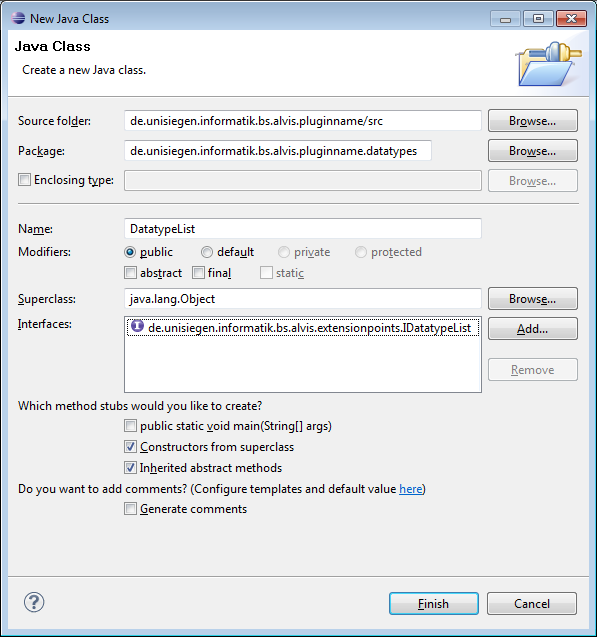 New Java Class
Java Class
Create a new Java class.
Source folder: de.unisiegen.informatik.bs.alvis.pluginname/src Browse...
Package: de.unisiegen.informatik.bs.alvis.pluginname.datatypes Browse...
Enclosing type: Browse...
Name: DatatypeList
Modifiers: public default private protected
abstract final static
Superclass: java.lang.Object Browse...
Interfaces: de.unisiegen.informatik.bs.alvis.extensionpoints.IDatatypeList Add...
Remove
Which method stubs would you like to create?
public static void main(String[] args)
Constructors from superclass
Inherited abstract methods
Do you want to add comments? (Configure templates and default value here)
Generate comments
? Finish Cancel